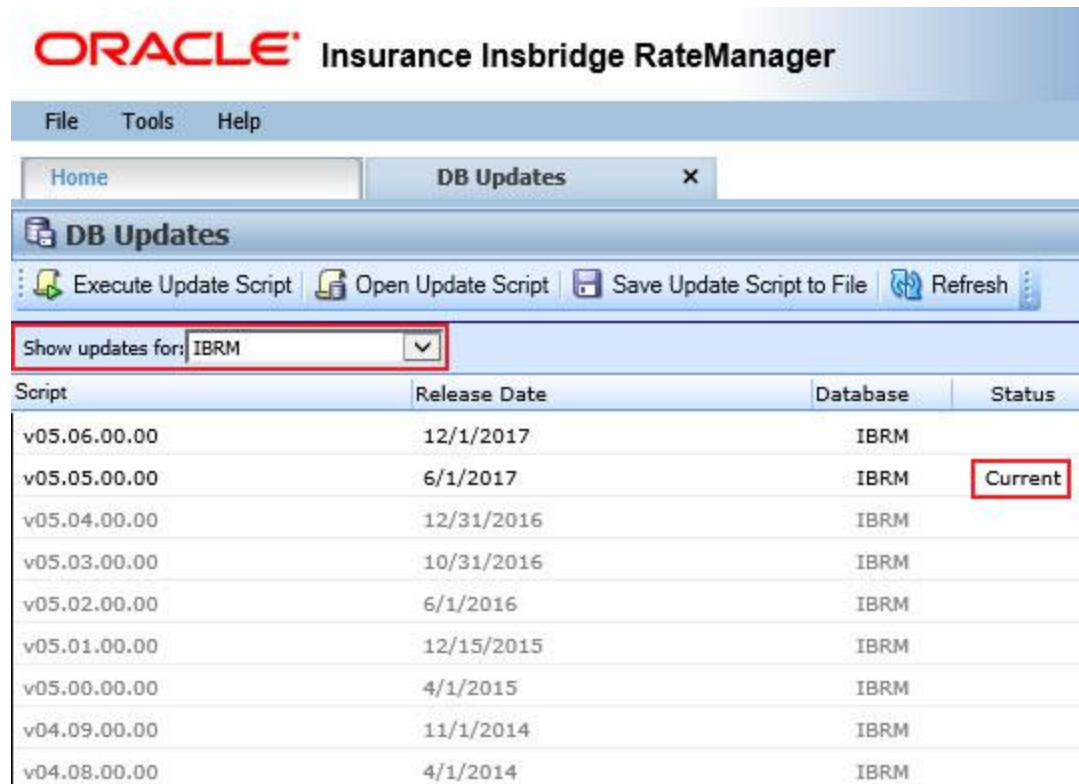 ORACLE Insurance Insbridge RateManager
File Tools Help
Home DB Updates ×
DB Updates
Execute Update Script Open Update Script Save Update Script to File Refresh
Show updates for: IBRM
Script Release Date Database Status
v05.06.00.00 12/1/2017 IBRM
v05.05.00.00 6/1/2017 IBRM Current
v05.04.00.00 12/31/2016 IBRM
v05.03.00.00 10/31/2016 IBRM
v05.02.00.00 6/1/2016 IBRM
v05.01.00.00 12/15/2015 IBRM
v05.00.00.00 4/1/2015 IBRM
v04.09.00.00 11/1/2014 IBRM
v04.08.00.00 4/1/2014 IBRM